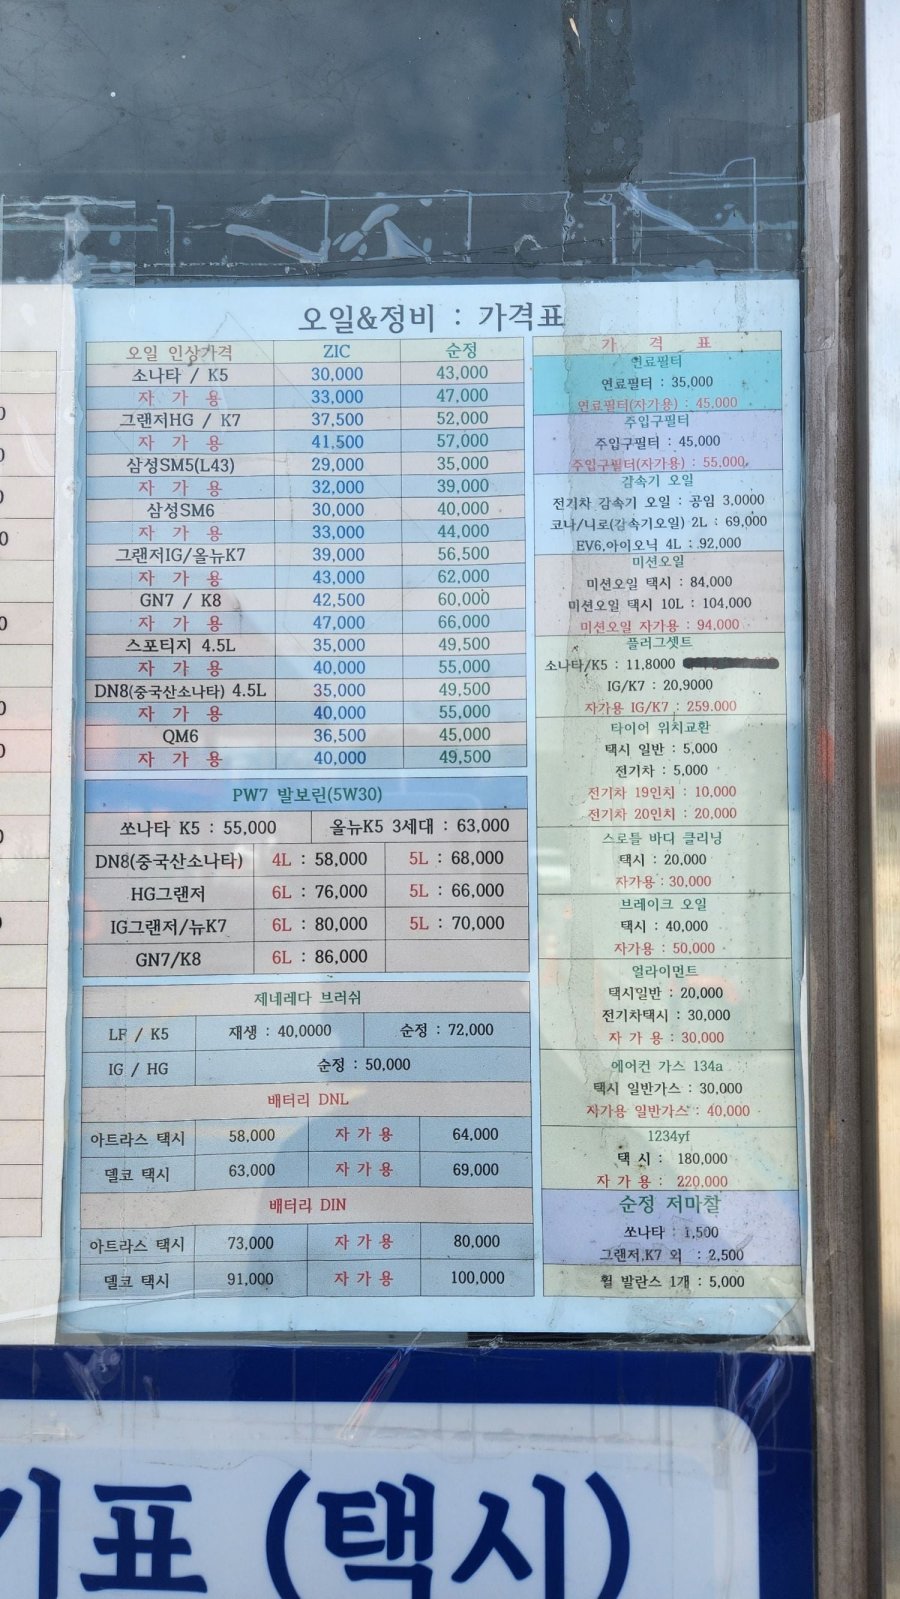 오일&정비 : 가격표
오일 인상가격 ZIC 순정
소나타 / K5 30,000 43,000
자 가 용 33,000 47,000
그랜저HG / K7 37,500 52,000
자 가 용 41,500 57,000
삼성SM5(L43) 29,000 35,000
자 가 용 32,000 39,000
삼성SM6 30,000 40,000
자 가 용 33,000 44,000
그랜저IG/올뉴K7 39,000 56,500
자 가 용 43,000 62,000
GN7 / K8 42,500 60,000
자 가 용 47,000 66,000
스포티지 4.5L 35,000 49,500
자 가 용 40,000 55,000
DN8(중국산소나타) 4.5L 35,000 49,500
자 가 용 40,000 55,000
QM6 36,500 45,000
자 가 용 40,000 49,500
PW7 발보린(5W30)
쏘나타 K5 : 55,000 올뉴K5 3세대 : 63,000
DN8(중국산소나타) 4L : 58,000 5L : 68,000
HG그랜저 6L : 76,000 5L : 66,000
IG그랜저/뉴K7 6L : 80,000 5L : 70,000
GN7/K8 6L : 86,000
제네레다 브러쉬
LF / K5 재생 : 40,0000 순정 : 72,000
IG / HG 순정 : 50,000
배터리 DNL
아트라스 택시 58,000 자 가 용 64,000
델코 택시 63,000 자 가 용 69,000
배터리 DIN
아트라스 택시 73,000 자 가 용 80,000
델코 택시 91,000 자 가 용 100,000
가 격 표
연료필터
연료필터 : 35,000
연료필터(자가용) : 45,000
주입구필터
주입구필터 : 45,000
주입구필터(자가용) : 55,000
감속기 오일
전기차 감속기 오일 : 공임 3,0000
코나/니로(감속기오일) 2L : 69,000
EV6,아이오닉 4L : 92,000
미션오일
미션오일 택시 : 84,000
미션오일 택시 10L : 104,000
미션오일 자가용 : 94,000
플러그셋트
소나타/K5 : 11,8000
IG/K7 : 20,9000
자가용 IG/K7 : 259.000
타이어 위치교환
택시 일반 : 5,000
전기차 : 5,000
전기차 19인치 : 10,000
전기차 20인치 : 20,000
스로틀 바디 클리닝
택시 : 20,000
자가용 : 30,000
브레이크 오일
택시 : 40,000
자가용 : 50,000
얼라이먼트
택시일반 : 20,000
전기차택시 : 30,000
자 가 용 : 30,000
에어컨 가스 134a
택시 일반가스 : 30,000
자가용 일반가스 : 40,000
1234yf
택 시 : 180,000
자 가 용 : 220,000
순정 저마찰
쏘나타 : 1,500
그랜저,K7 외 : 2,500
휠 발란스 1개 : 5,000
기표 (택시)